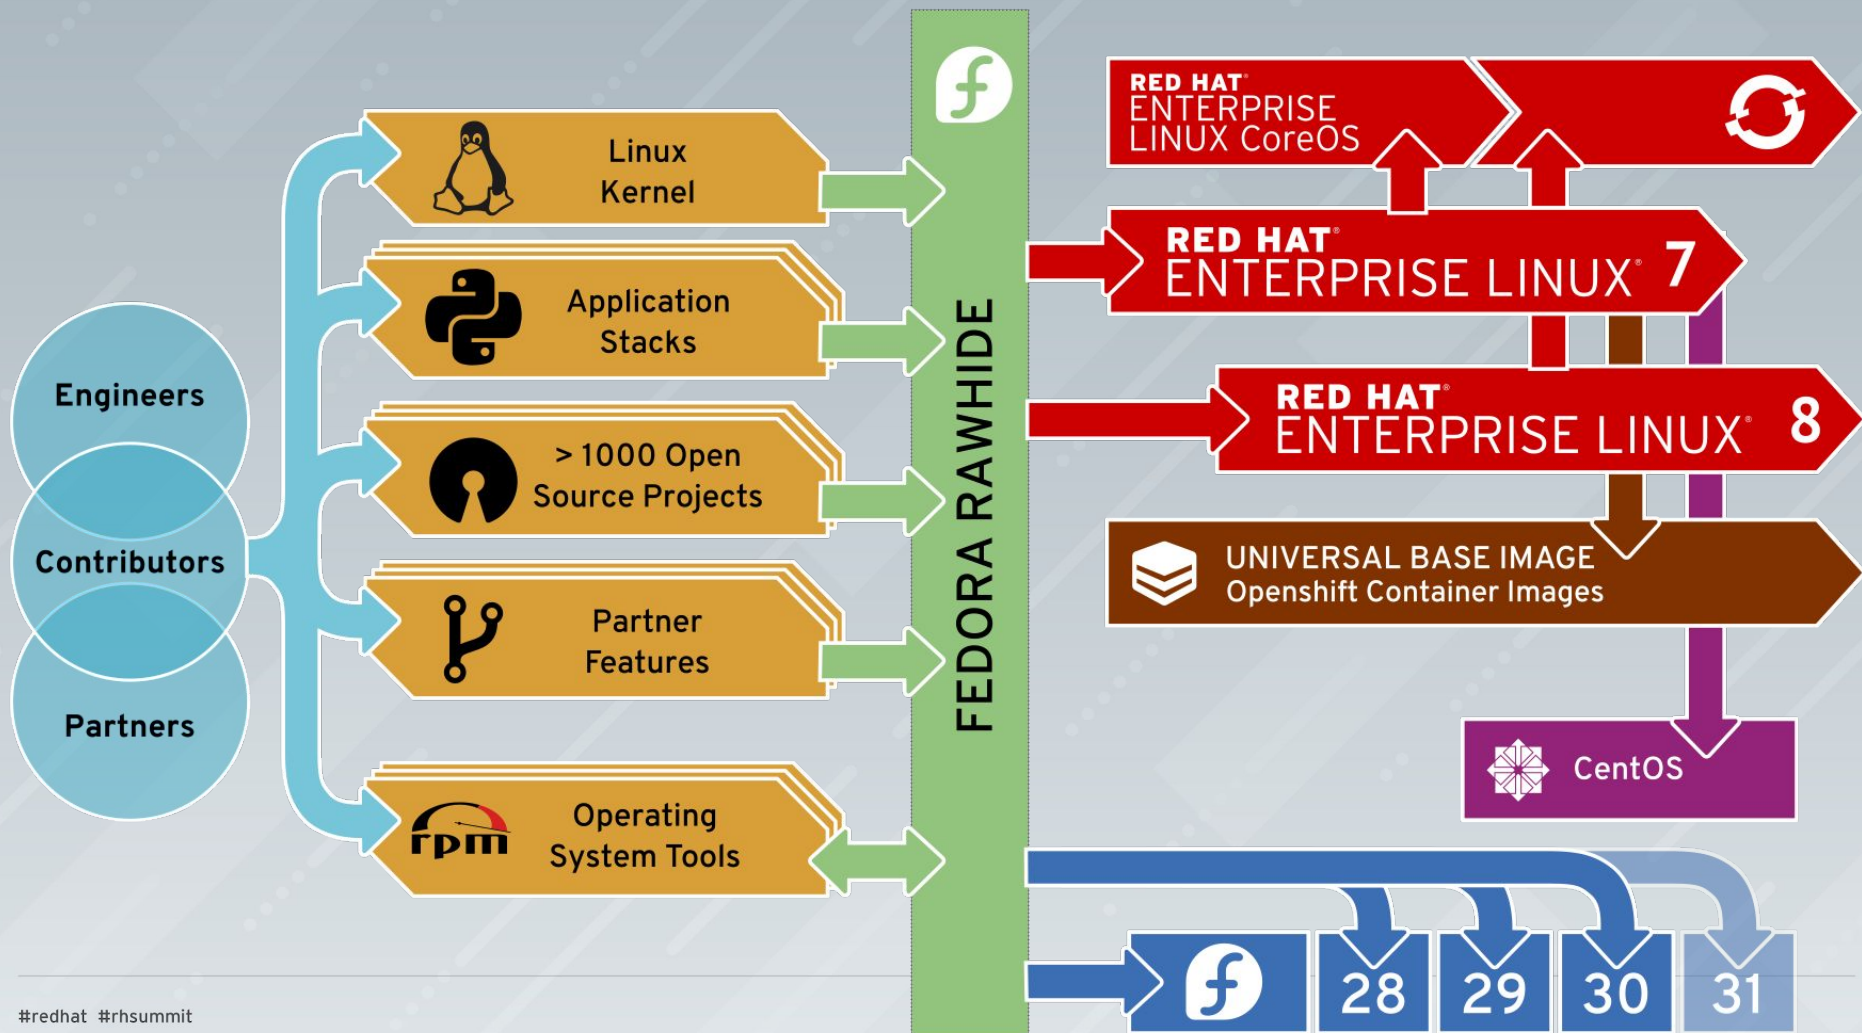 Engineers
Contributors
Partners
Linux
Kernel
Application
Stacks
> 1000 Open
Source Projects
Partner
Features
rpm
Operating
System Tools
FEDORA RAWHIDE
RED HAT®
ENTERPRISE
LINUX CoreOS
RED HAT®
ENTERPRISE LINUX® 7
RED HAT®
ENTERPRISE LINUX® 8
UNIVERSAL BASE IMAGE
Openshift Container Images
CentOS
28
29
30
31
#redhat #rhsummit